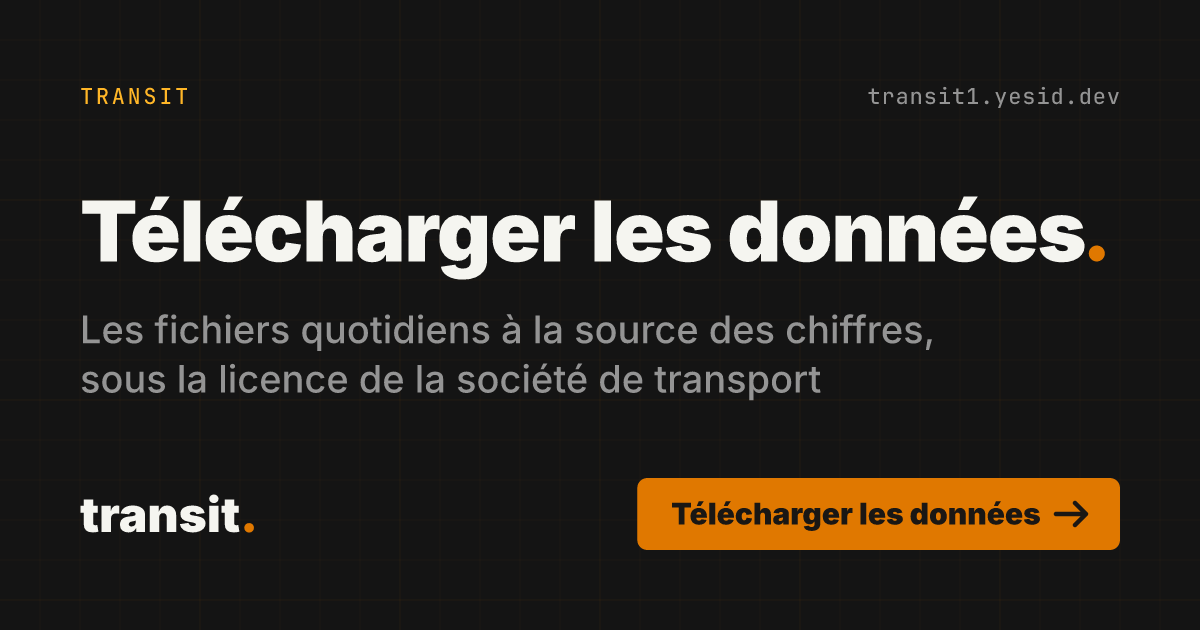 TRANSIT
transit1.yesid.dev
Télécharger les données.
Les fichiers quotidiens à la source des chiffres,
sous la licence de la société de transport
transit.
Télécharger les données →